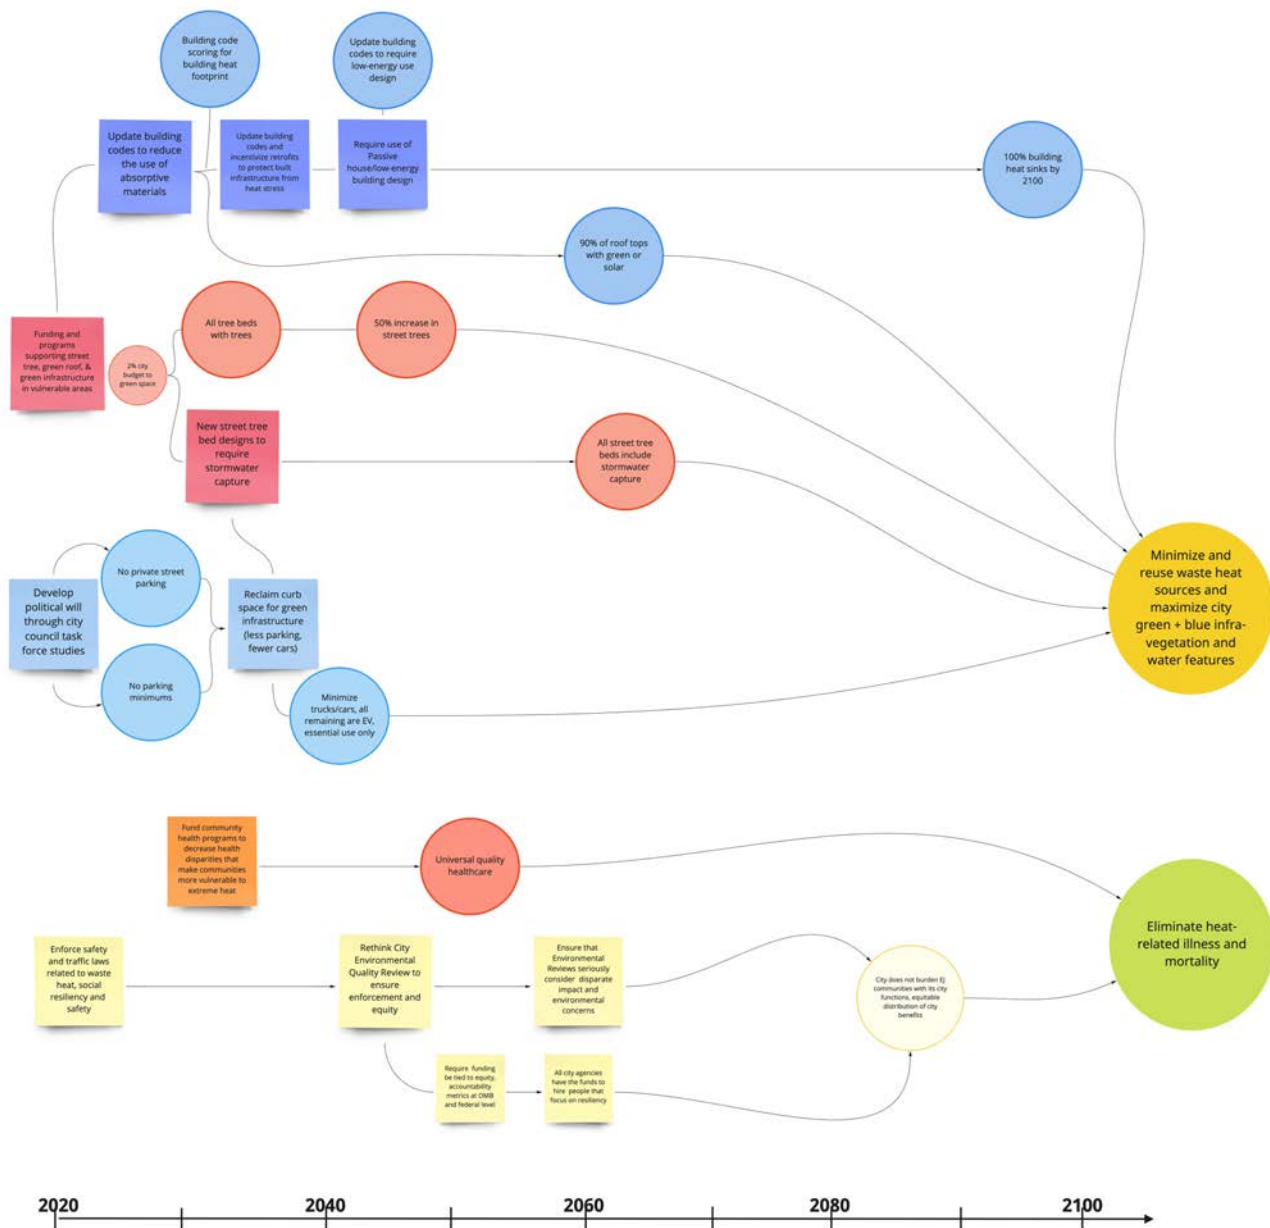 Building code
scoring for
building heat
footprint
Update building
codes to require
low-energy use
design
Update building
codes to reduce
the use of
absorptive
materials
Update building
codes and
incentivize retrofits
to protect built
infrastructure from
heat stress
Require use of
Passive
house/low-energy
building design
100% building
heat sinks by
2100
90% of roof tops
with green or
solar
All tree beds
with trees
50% increase in
street trees
Funding and
programs
supporting street
tree, green roof, &
green infrastructure
in vulnerable areas
2% city
budget to
green space
New street tree
bed designs to
require
stormwater
capture
All street tree
beds include
stormwater
capture
No private street
parking
Develop
political will
through city
council task
force studies
Reclaim curb
space for green
infrastructure
(less parking,
fewer cars)
No parking
minimums
Minimize
trucks/cars, all
remaining are EV,
essential use only
Minimize and
reuse waste heat
sources and
maximize city
green + blue infra-
vegetation and
water features
Fund community
health programs to
decrease health
disparities that
make communities
more vulnerable to
extreme heat
Universal quality
healthcare
Eliminate heat-
related illness and
mortality
Enforce safety
and traffic laws
related to waste
heat, social
resiliency and
safety
Rethink City
Environmental
Quality Review to
ensure
enforcement and
equity
Ensure that
Environmental
Reviews seriously
consider disparate
impact and
environmental
concerns
City does not burden EJ
communities with its city
functions, equitable
distribution of city
benefits
Require funding
be tied to equity,
accountability
metrics at OMB
and federal level
All city agencies
have the funds to
hire people that
focus on resiliency
2020
2040
2060
2080
2100